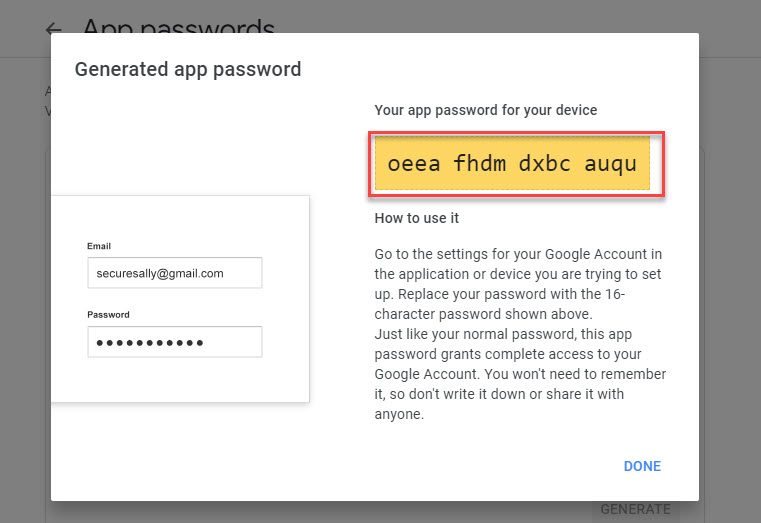 App passwords
Generated app password
Your app password for your device
oeea fhdm dxbc auqu
How to use it
Email
securesally@gmail.com
Password
Go to the settings for your Google Account in
the application or device you are trying to set
up. Replace your password with the 16-
character password shown above.
Just like your normal password, this app
password grants complete access to your
Google Account. You won't need to remember
it, so don't write it down or share it with
anyone.
DONE
GENERATE